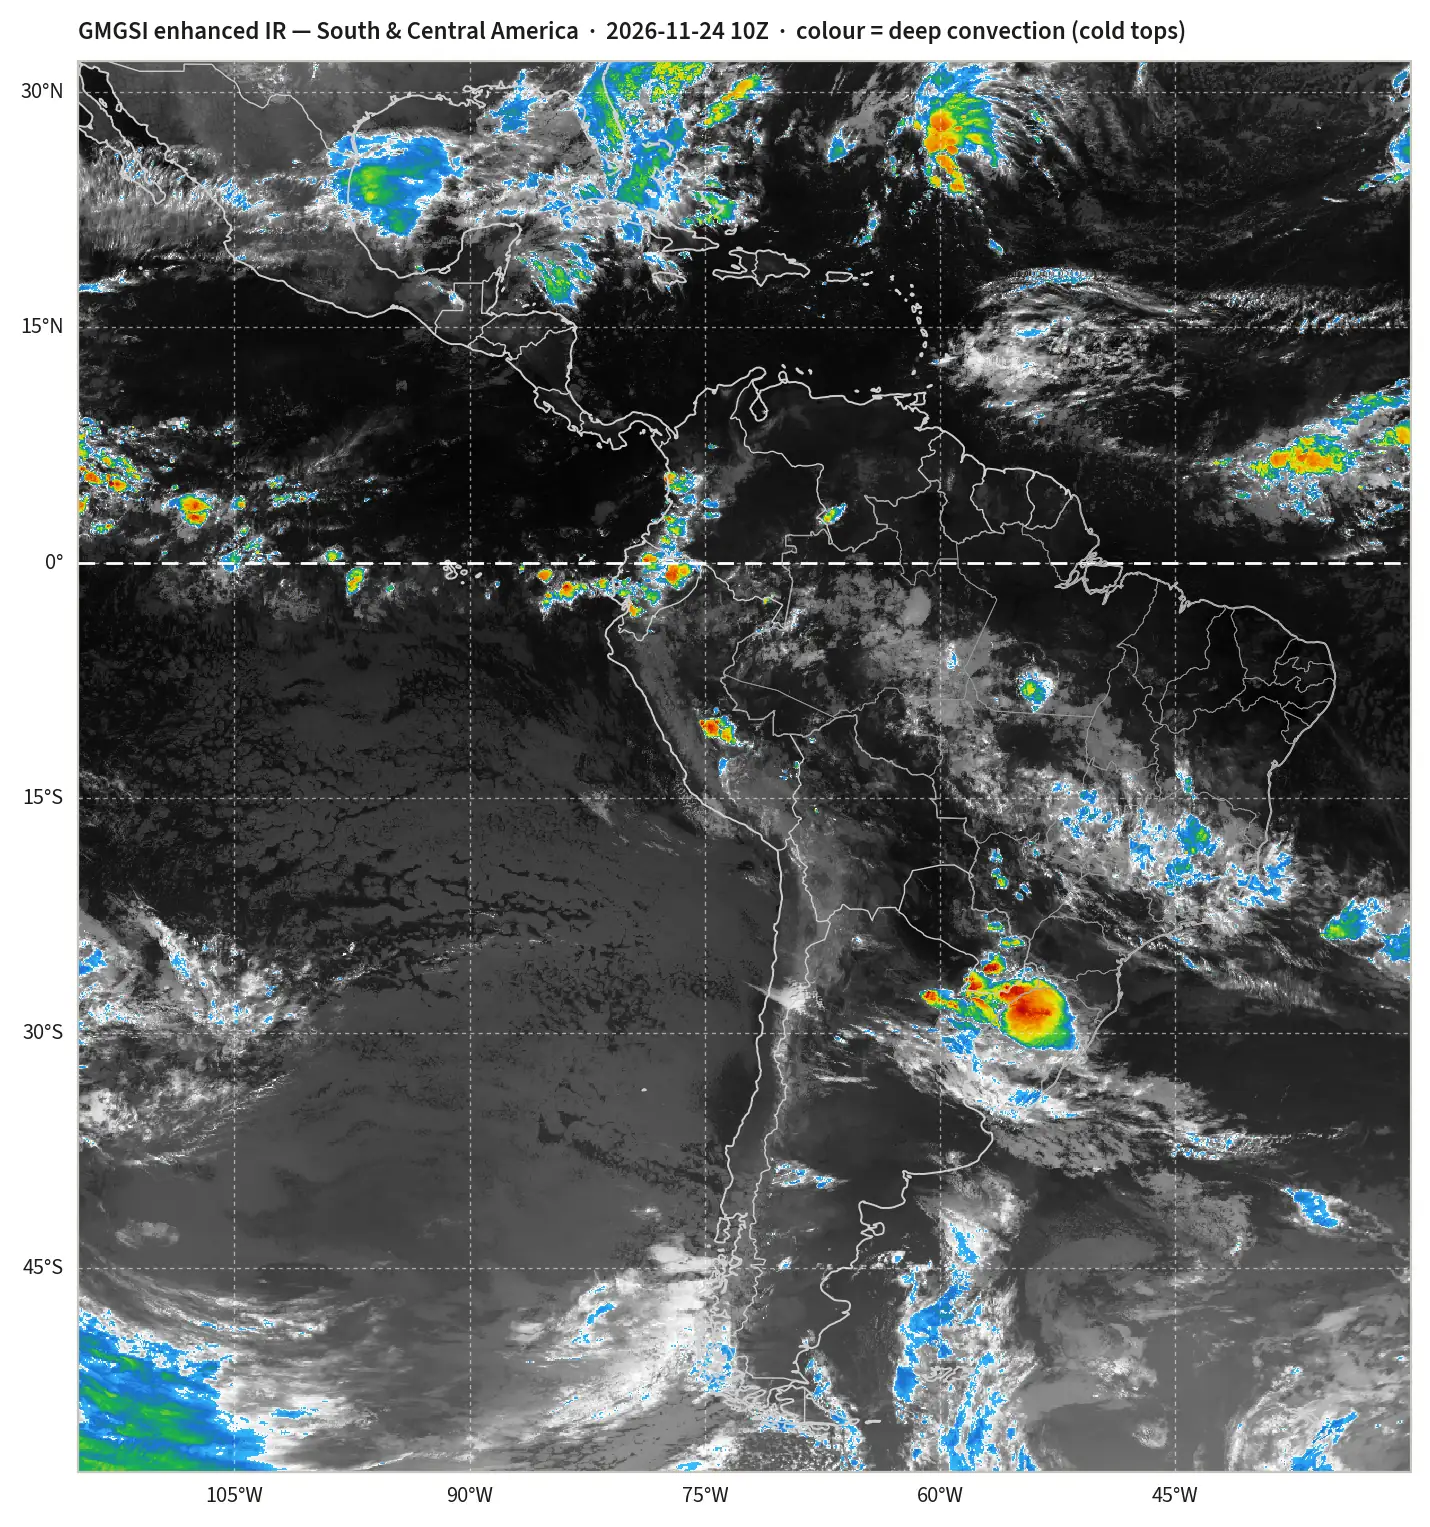 GMGSI enhanced IR — South & Central America · 2026-11-24 10Z · colour = deep convection (cold tops)
30°N
15°N
0°
15°S
30°S
45°S
105°W
90°W
75°W
60°W
45°W